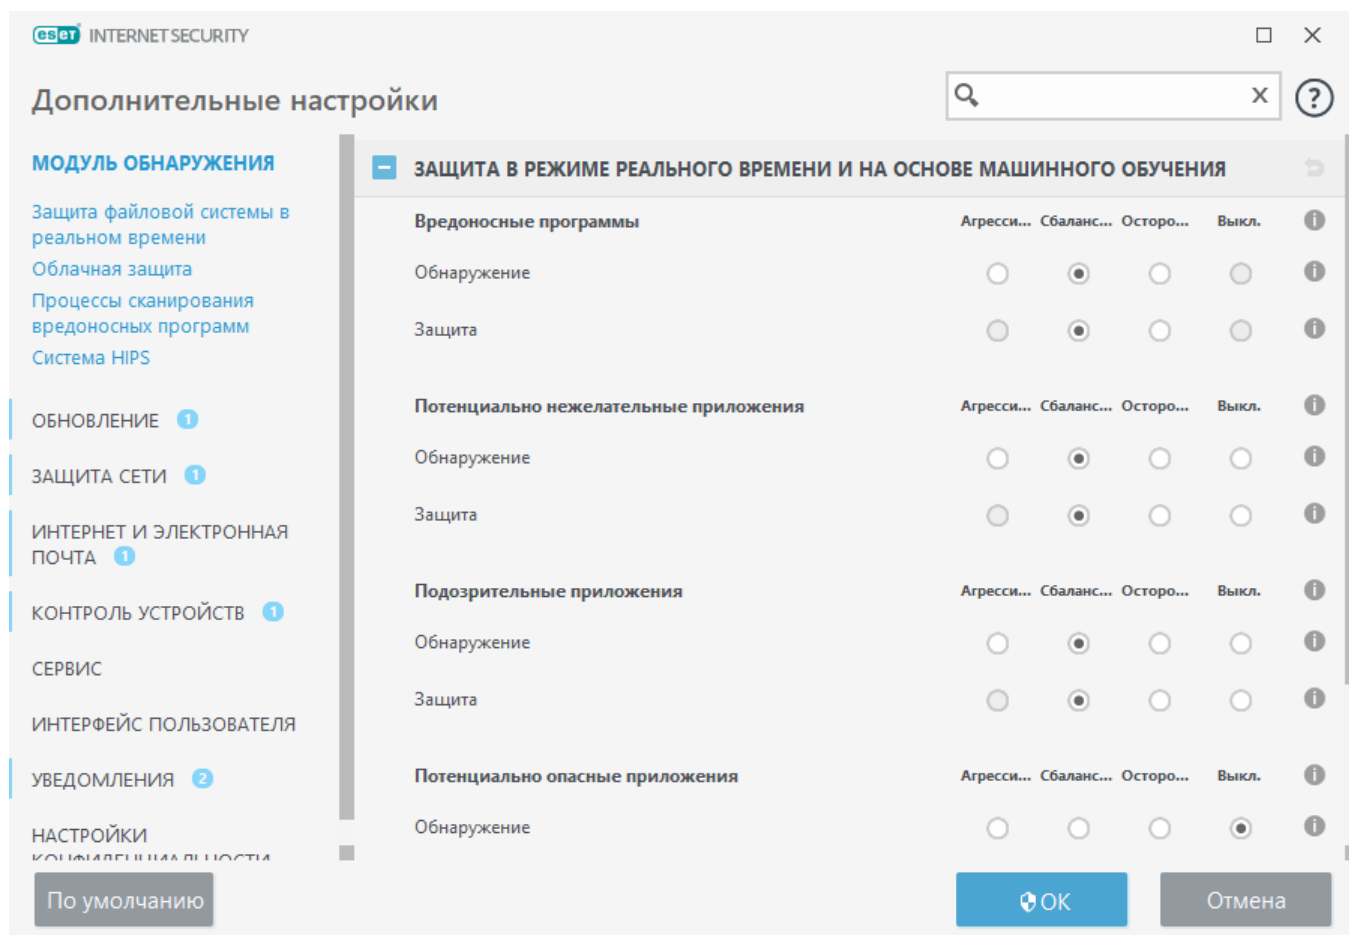 eset INTERNET SECURITY
Дополнительные настройки
X
?
МОДУЛЬ ОБНАРУЖЕНИЯ
Защита файловой системы в
реальном времени
Облачная защита
Процессы сканирования
вредоносных программ
Система HIPS
ОБНОВЛЕНИЕ 1
ЗАЩИТА СЕТИ 1
ИНТЕРНЕТ И ЭЛЕКТРОННАЯ
ПОЧТА 1
КОНТРОЛЬ УСТРОЙСТВ 1
СЕРВИС
ИНТЕРФЕЙС ПОЛЬЗОВАТЕЛЯ
УВЕДОМЛЕНИЯ 2
НАСТРОЙКИ
КОНФИДЕНЦИАЛЬНОСТИ
ЗАЩИТА В РЕЖИМЕ РЕАЛЬНОГО ВРЕМЕНИ И НА ОСНОВЕ МАШИННОГО ОБУЧЕНИЯ
Вредоносные программы Агресси... Сбаланс... Осторо... Выкл.
Обнаружение
Защита
Потенциально нежелательные приложения Агресси... Сбаланс... Осторо... Выкл.
Обнаружение
Защита
Подозрительные приложения Агресси... Сбаланс... Осторо... Выкл.
Обнаружение
Защита
Потенциально опасные приложения Агресси... Сбаланс... Осторо... Выкл.
Обнаружение
По умолчанию
OK
Отмена